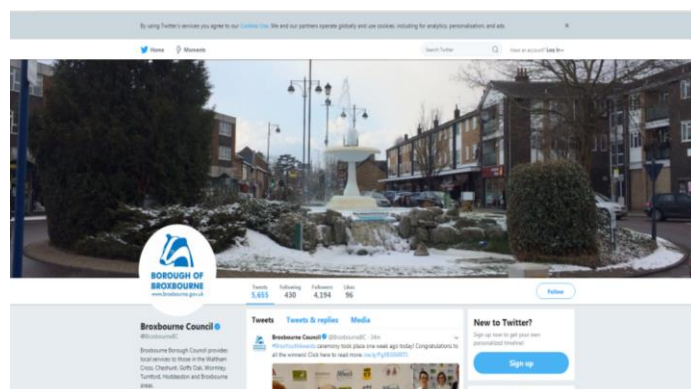 By using Twitter's services you agree to our Cookies Use. We and our partners operate globally and use cookies, including for analytics, personalisation, and ads.
Home Moments
Search Twitter
Have an account? Log in
BOROUGH OF
BROXBOURNE
www.broxbourne.gov.uk
Tweets Following Followers Likes
5,655 430 4,194 96
Follow
Broxbourne Council
@BroxbourneBC
Broxbourne Borough Council provides
local services to those in the Waltham
Cross, Cheshunt, Goffs Oak, Wormley,
Turnford, Hoddesdon and Broxbourne
areas.
Tweets Tweets & replies Media
Broxbourne Council @BroxbourneBC · 34m
ceremony took place one week ago today! Congratulations to
all the winners! Click here to read more:
New to Twitter?
Sign up now to get your own
personalized timeline!
Sign up